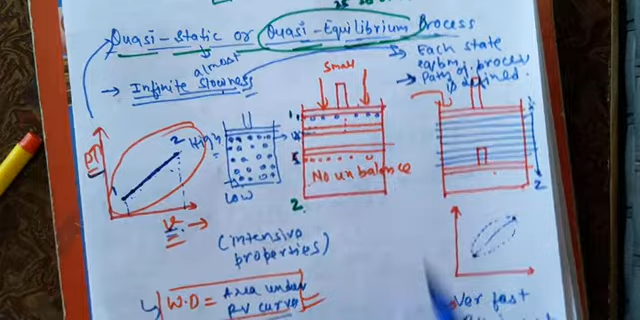 Quasi-Static or Quasi-Equilibrium Process
almost
→ Infinite slowness
→ Each state
→ Path of process
is defined.
Small
High
LOW
1
2
No unbalance
2
1
2
V →
(intensive
properties)
W.D = Area under
PV curve
Ver fast